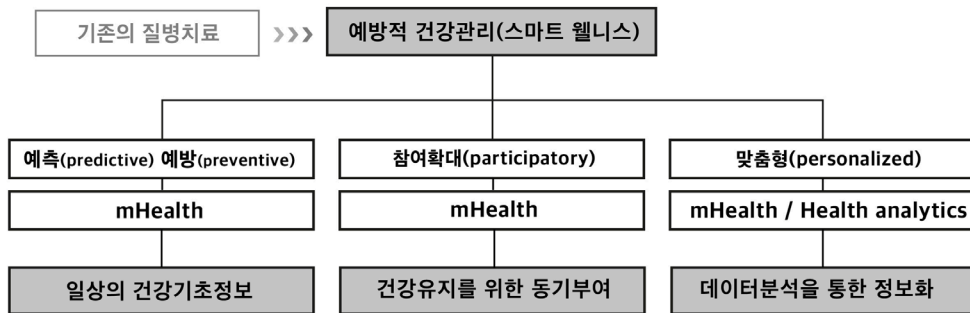 기존의 질병치료 >>> 예방적 건강관리(스마트 웰니스)
예측(predictive) 예방(preventive)
참여확대(participatory)
맞춤형(personalized)
mHealth
mHealth
mHealth / Health analytics
일상의 건강기초정보
건강유지를 위한 동기부여
데이터분석을 통한 정보화